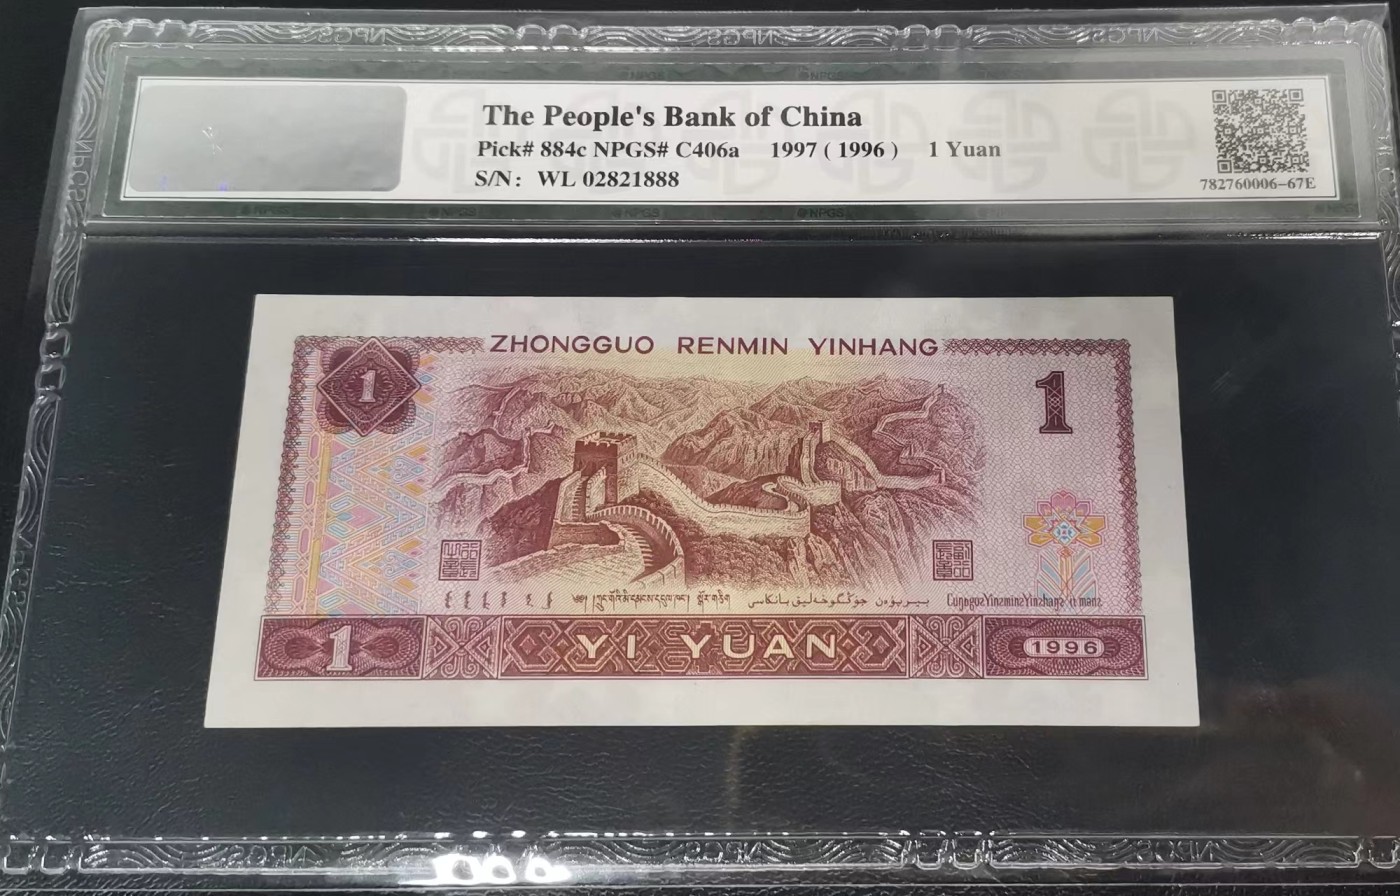 The People's Bank of China
Pick# 884c NPGS# C406a 1997 ( 1996 ) 1 Yuan
S/N: WL 02821888
782760006-67E
ZHONGGUO RENMIN YINHANG
1
1
1
YI YUAN
1996